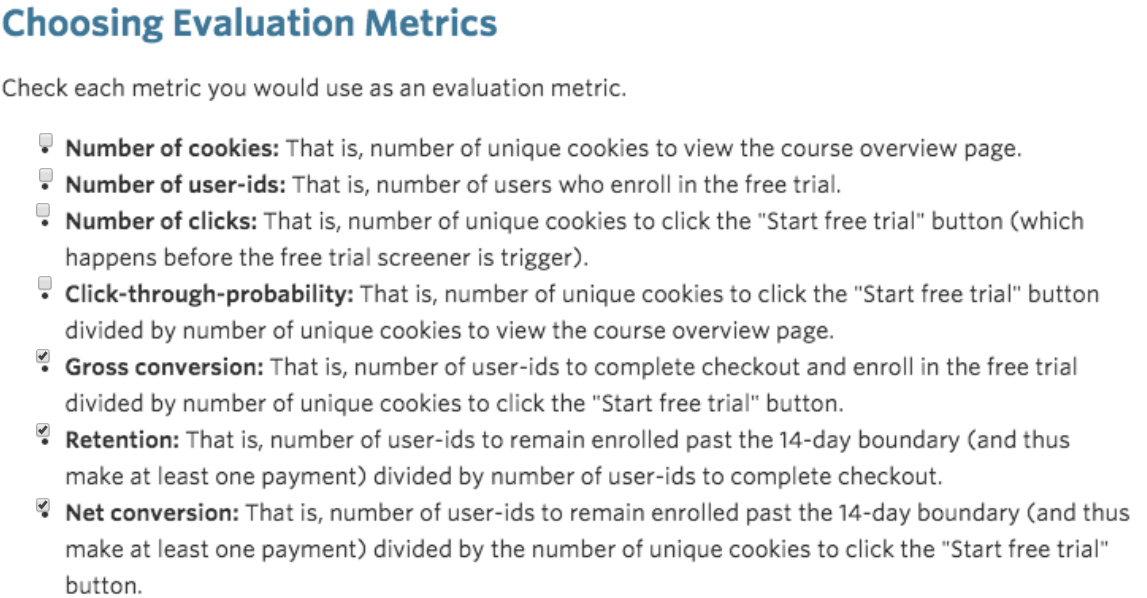 Choosing Evaluation Metrics
Check each metric you would use as an evaluation metric.
Number of cookies: That is, number of unique cookies to view the course overview page.
Number of user-ids: That is, number of users who enroll in the free trial.
Number of clicks: That is, number of unique cookies to click the "Start free trial" button (which
happens before the free trial screener is trigger).
Click-through-probability: That is, number of unique cookies to click the "Start free trial" button
divided by number of unique cookies to view the course overview page.
Gross conversion: That is, number of user-ids to complete checkout and enroll in the free trial
divided by number of unique cookies to click the "Start free trial" button.
Retention: That is, number of user-ids to remain enrolled past the 14-day boundary (and thus
make at least one payment) divided by number of user-ids to complete checkout.
Net conversion: That is, number of user-ids to remain enrolled past the 14-day boundary (and thus
make at least one payment) divided by the number of unique cookies to click the "Start free trial"
button.